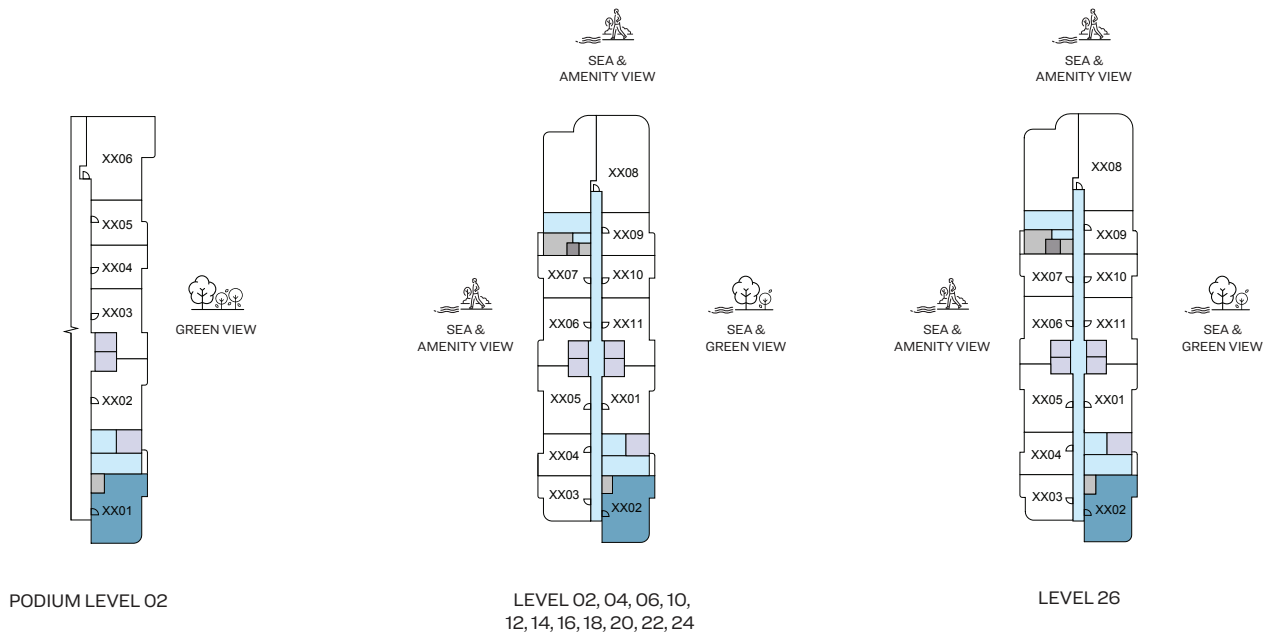 SEA &
AMENITY VIEW
SEA &
AMENITY VIEW
XX06
XX05
XX04
XX03
XX02
XX01
GREEN VIEW
PODIUM LEVEL 02
XX08
XX09
XX07
XX10
XX06
XX11
XX05
XX01
XX04
XX03
XX02
SEA &
AMENITY VIEW
SEA &
GREEN VIEW
LEVEL 02, 04, 06, 10,
12, 14, 16, 18, 20, 22, 24
XX08
XX09
XX07
XX10
XX06
XX11
XX05
XX01
XX04
XX03
XX02
SEA &
AMENITY VIEW
SEA &
GREEN VIEW
LEVEL 26